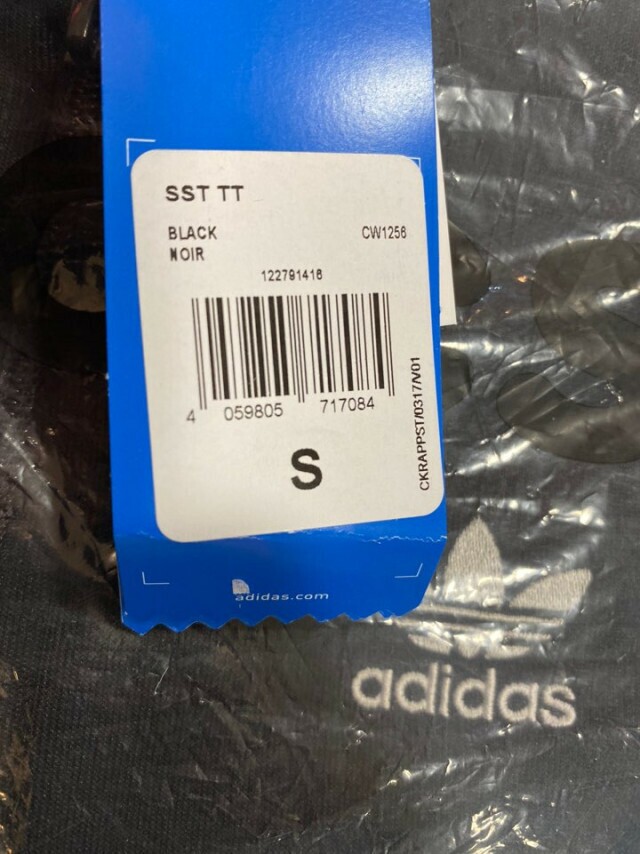 SST TT
BLACK
CW1256
NOIR
122791416
4 059805 717084
CKRAPPST/0317/V01
S
adidas.com
adidas